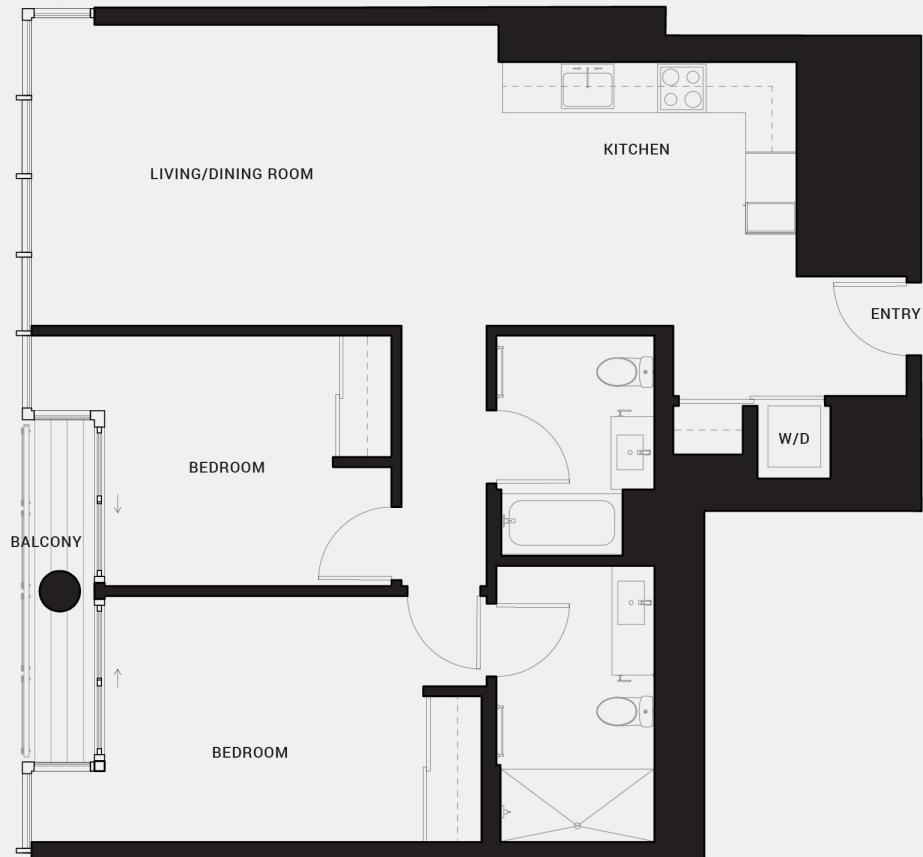 KITCHEN
LIVING/DINING ROOM
ENTRY
W/D
BEDROOM
BALCONY
BEDROOM